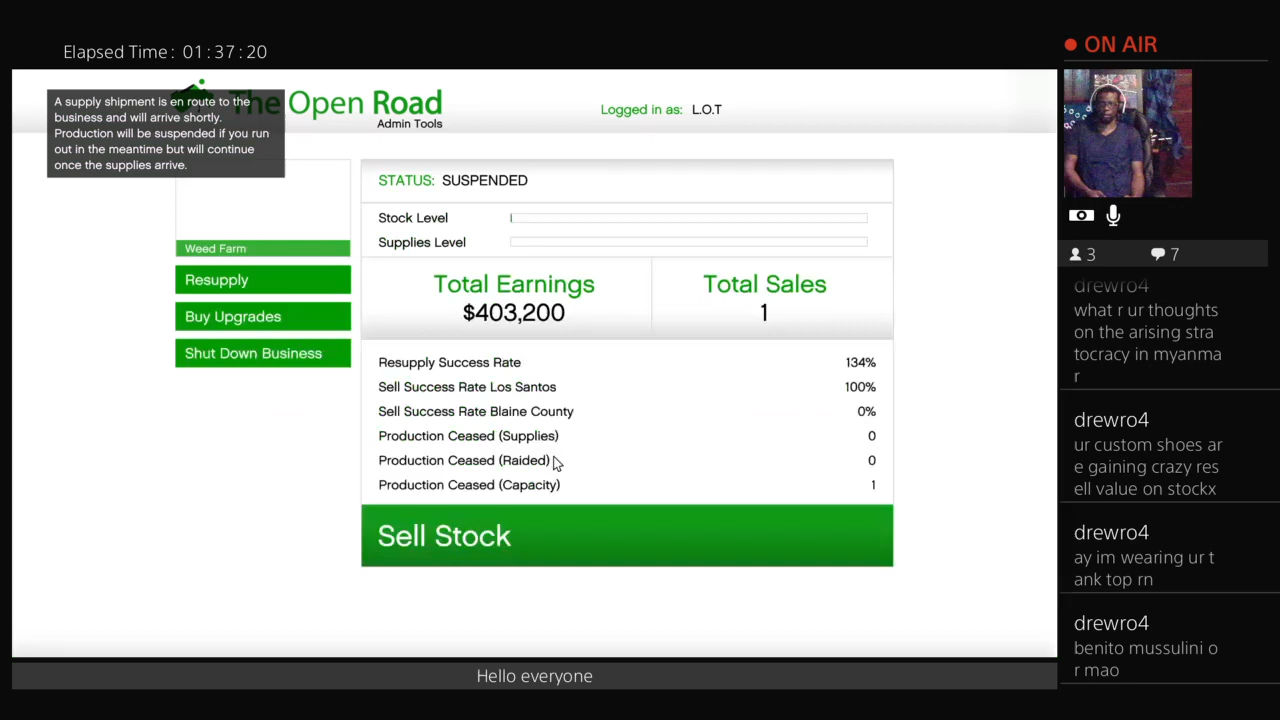 Elapsed Time: 01:37:20
ON AIR
A supply shipment is en route to the
business and will arrive shortly.
Production will be suspended if you run
out in the meantime but will continue
once the supplies arrive.
The Open Road
Admin Tools
Logged in as: L.O.T
Weed Farm
Resupply
Buy Upgrades
Shut Down Business
STATUS: SUSPENDED
Stock Level
Supplies Level
Total Earnings
$403,200
Total Sales
1
Resupply Success Rate 134%
Sell Success Rate Los Santos 100%
Sell Success Rate Blaine County 0%
Production Ceased (Supplies) 0
Production Ceased (Raided) 0
Production Ceased (Capacity) 1
Sell Stock
Hello everyone
3 7
drewro4
what r ur thoughts
on the arising stra
tocracy in myanma
r
drewro4
ur custom shoes ar
e gaining crazy res
ell value on stockx
drewro4
ay im wearing ur t
ank top rn
drewro4
benito mussulini o
r mao